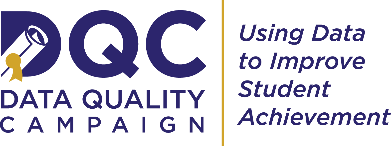 DQC
DATA QUALITY
CAMPAIGN
Using Data
to Improve
Student
Achievement